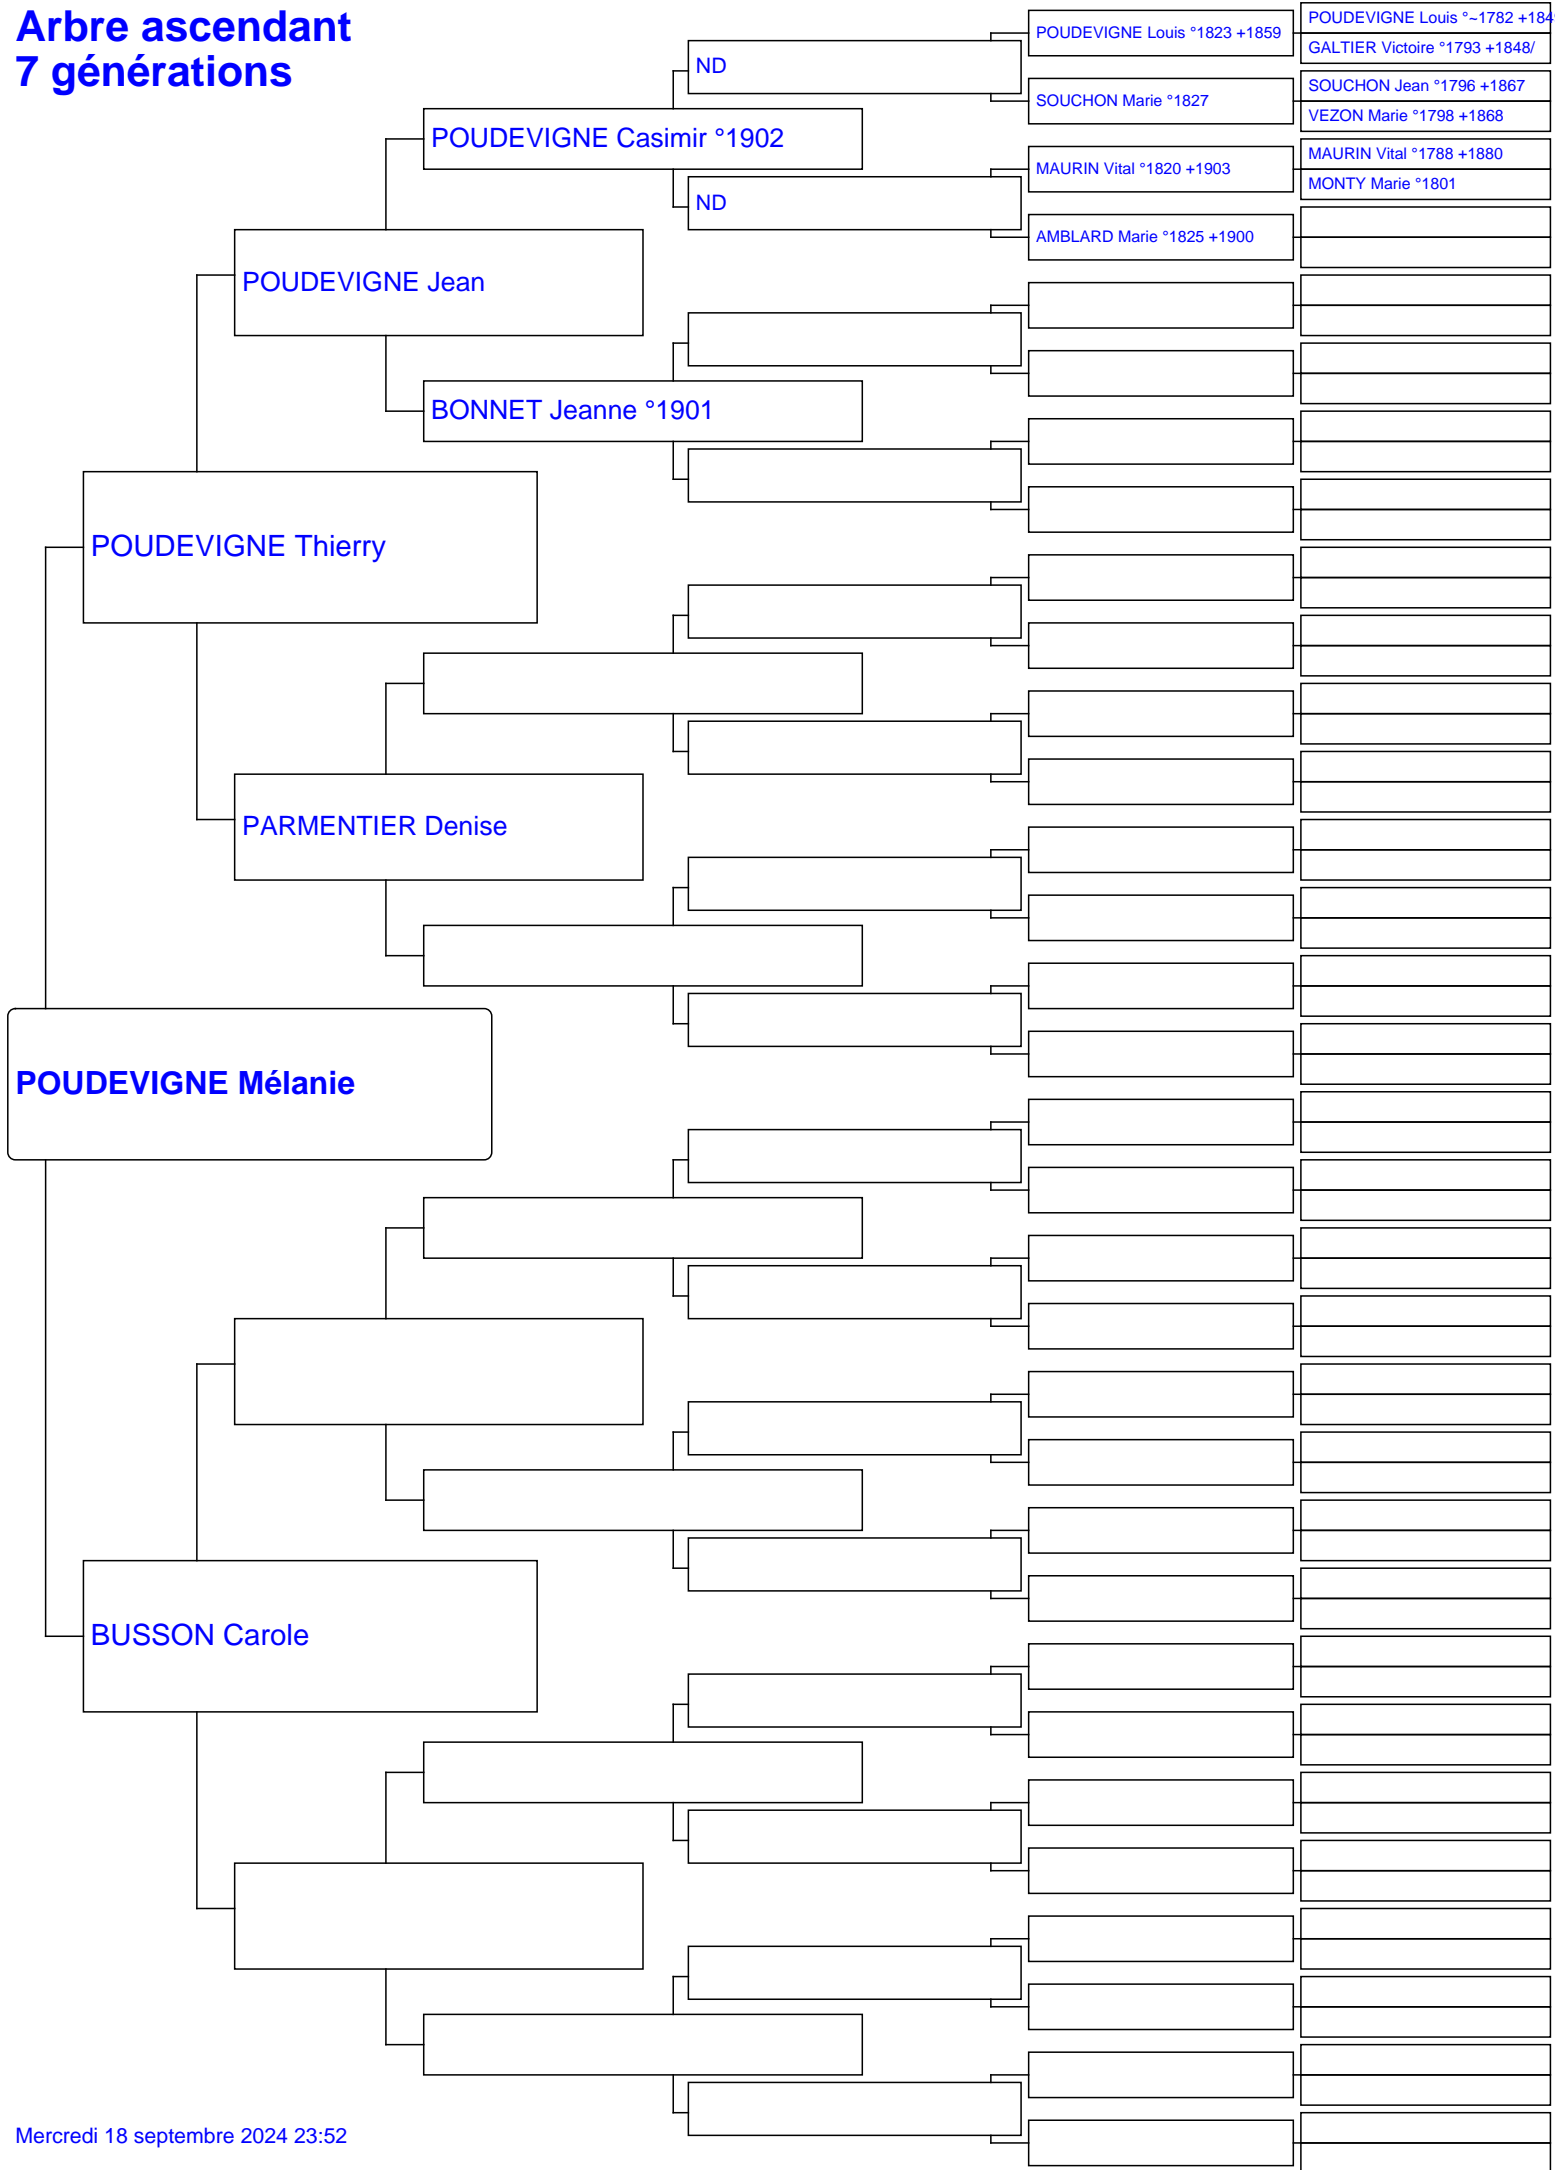 Arbre ascendant
7 générations
POUDEVIGNE Louis °~1782 +184
POUDEVIGNE Louis °1823 +1859
GALTIER Victoire °1793 +1848/
ND
SOUCHON Jean °1796 +1867
SOUCHON Marie °1827
VEZON Marie °1798 +1868
POUDEVIGNE Casimir °1902
MAURIN Vital °1788 +1880
MAURIN Vital °1820 +1903
MONTY Marie °1801
ND
AMBLARD Marie °1825 +1900
POUDEVIGNE Jean
BONNET Jeanne °1901
POUDEVIGNE Thierry
PARMENTIER Denise
POUDEVIGNE Mélanie
BUSSON Carole
Mercredi 18 septembre 2024 23:52